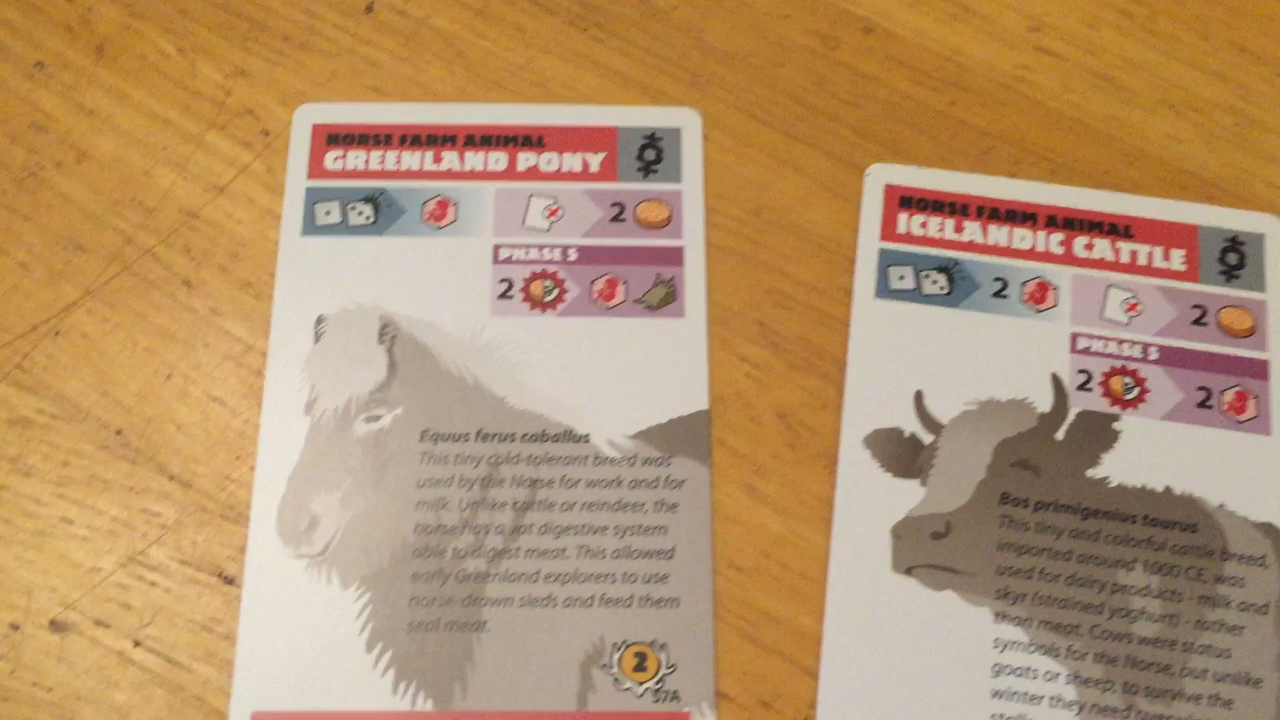 NORSE FARM ANIMAL
GREENLAND PONY
2
PHASE 5
2
Equus ferus caballus
This tiny cold-tolerant breed was
used by the Norse for work and for
milk. Unlike cattle or reindeer, the
horse has a vat digestive system
able to digest meat. This allowed
early Greenland explorers to use
horse-drawn sleds and feed them
seal meat.
2
57A
NORSE FARM ANIMAL
ICELANDIC CATTLE
2
2
PHASE 5
2
2
Bos primigenius taurus
This tiny and colorful cattle breed,
imported around 1000 CE, was
used for dairy products - milk and
skyr (strained yoghurt) - rather
than meat. Cows were status
symbols for the Norse, but unlike
goats or sheep, to survive the
winter they need